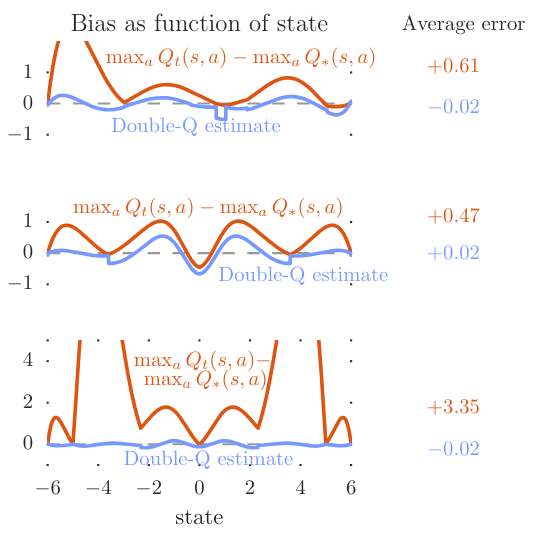 Bias as function of state
Average error
max_a Q_t(s, a) − max_a Q_*(s, a)
+0.61
1
0
−0.02
−1
Double-Q estimate
max_a Q_t(s, a) − max_a Q_*(s, a)
+0.47
1
0
+0.02
−1
Double-Q estimate
max_a Q_t(s, a)−
max_a Q_*(s, a)
4
2
+3.35
0
−0.02
Double-Q estimate
−6 −4 −2 0 2 4 6
state